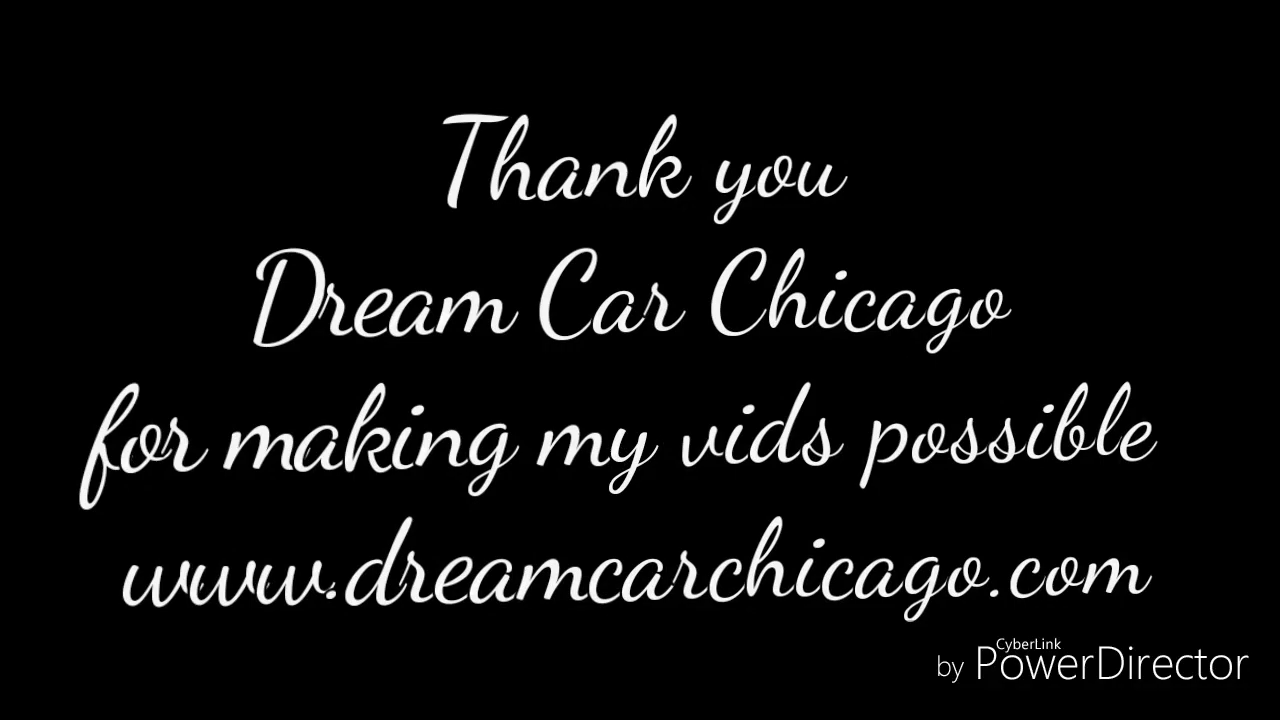 Thank you
Dream Car Chicago
for making my vids possible
www.dreamcarchicago.com
CyberLink
by PowerDirector